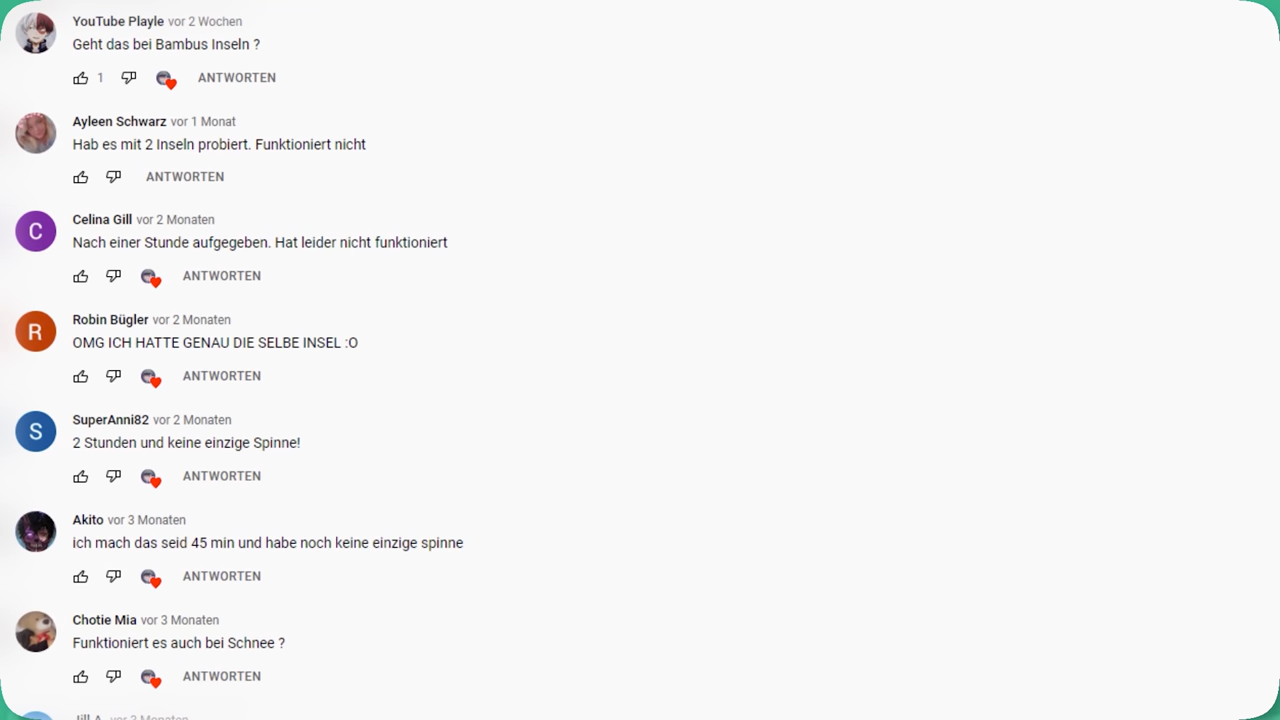 YouTube Playle vor 2 Wochen
Geht das bei Bambus Inseln ?
1 ANTWORTEN
Ayleen Schwarz vor 1 Monat
Hab es mit 2 Inseln probiert. Funktioniert nicht
ANTWORTEN
C
Celina Gill vor 2 Monaten
Nach einer Stunde aufgegeben. Hat leider nicht funktioniert
ANTWORTEN
R
Robin Bügler vor 2 Monaten
OMG ICH HATTE GENAU DIE SELBE INSEL :O
ANTWORTEN
S
SuperAnni82 vor 2 Monaten
2 Stunden und keine einzige Spinne!
ANTWORTEN
Akito vor 3 Monaten
ich mach das seid 45 min und habe noch keine einzige spinne
ANTWORTEN
Chotie Mia vor 3 Monaten
Funktioniert es auch bei Schnee ?
ANTWORTEN
Jill A. vor 3 Monaten